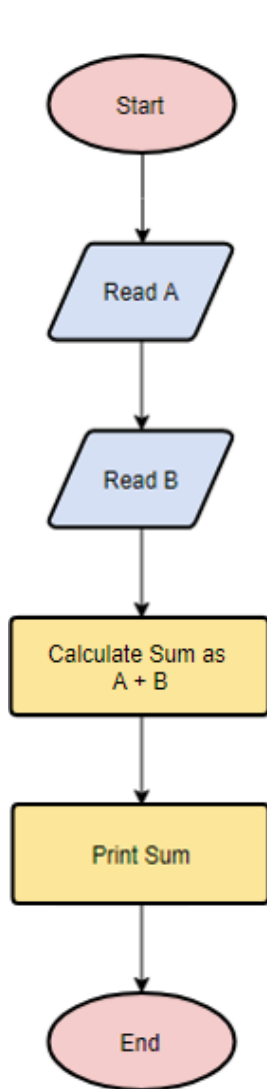 Start
Read A
Read B
Calculate Sum as
A + B
Print Sum
End